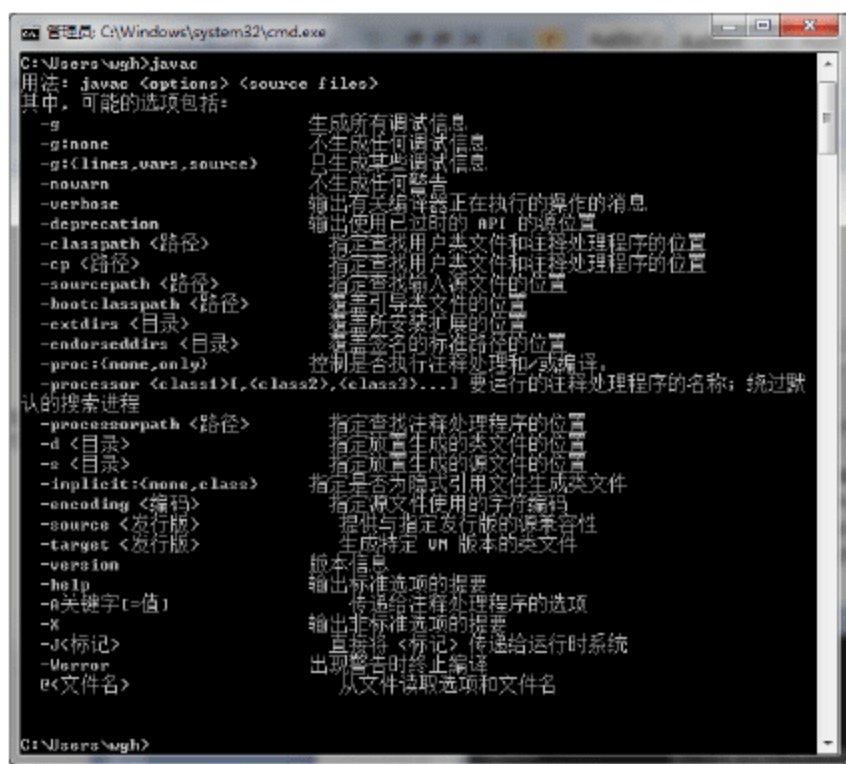 管理员: C:\Windows\system32\cmd.exe
C:\Users\wgh>javac
用法: javac <options> <source files>
其中, 可能的选项包括:
-g 生成所有调试信息
-g:none 不生成任何调试信息
-g:{lines,vars,source} 只生成某些调试信息
-nowarn 不生成任何警告
-verbose 输出有关编译器正在执行的操作的消息
-deprecation 输出使用已过时的 API 的源位置
-classpath <路径> 指定查找用户类文件和注释处理程序的位置
-cp <路径> 指定查找用户类文件和注释处理程序的位置
-sourcepath <路径> 指定查找输入源文件的位置
-bootclasspath <路径> 覆盖引导类文件的位置
-extdirs <目录> 覆盖所安装扩展的位置
-endorseddirs <目录> 覆盖签名的标准路径的位置
-proc:{none,only} 控制是否执行注释处理和/或编译。
-processor <class1>[,<class2>,<class3>...] 要运行的注释处理程序的名称; 绕过默
认的搜索进程
-processorpath <路径> 指定查找注释处理程序的位置
-d <目录> 指定放置生成的类文件的位置
-s <目录> 指定放置生成的源文件的位置
-implicit:{none,class} 指定是否为隐式引用文件生成类文件
-encoding <编码> 指定源文件使用的字符编码
-source <发行版> 提供与指定发行版的源兼容性
-target <发行版> 生成特定 VM 版本的类文件
-version 版本信息
-help 输出标准选项的提要
-A关键字[=值] 传递给注释处理程序的选项
-X 输出非标准选项的提要
-J<标记> 直接将 <标记> 传递给运行时系统
-Werror 出现警告时终止编译
@<文件名> 从文件读取选项和文件名
C:\Users\wgh>